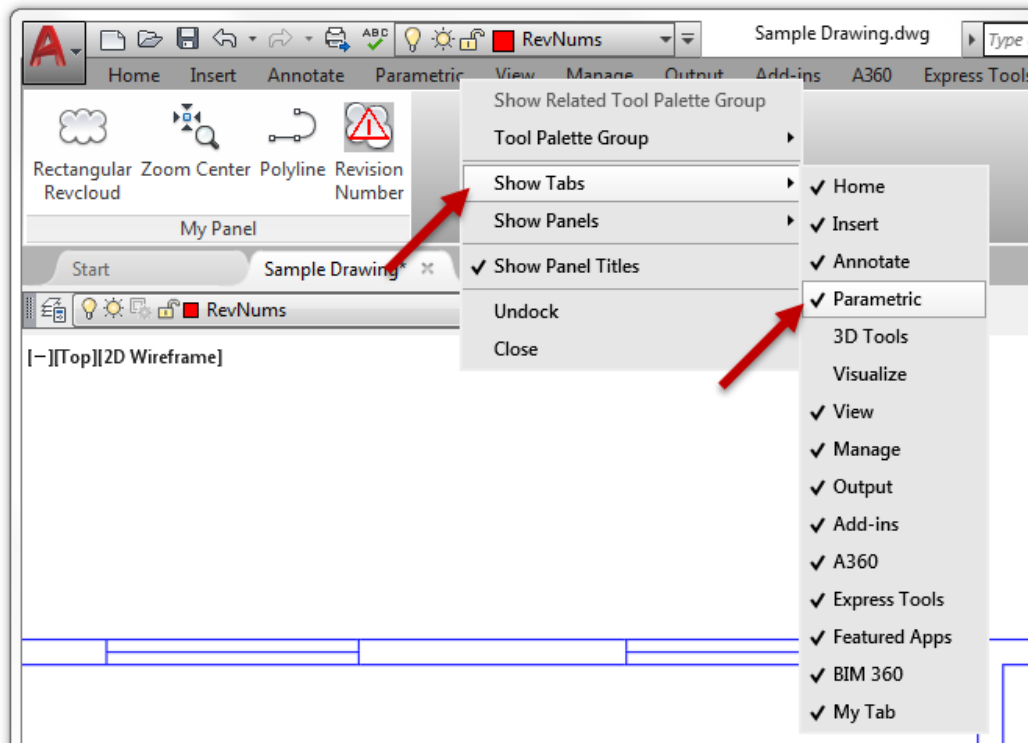 ABC
RevNums
Sample Drawing.dwg
Type
Home Insert Annotate Parametric View Manage Output Add-ins A360 Express Tools
Rectangular Revcloud
Zoom Center
Polyline
Revision Number
My Panel
Start
Sample Drawing*
RevNums
[−][Top][2D Wireframe]
Show Related Tool Palette Group
Tool Palette Group
Show Tabs
Show Panels
Show Panel Titles
Undock
Close
Home
Insert
Annotate
Parametric
3D Tools
Visualize
View
Manage
Output
Add-ins
A360
Express Tools
Featured Apps
BIM 360
My Tab